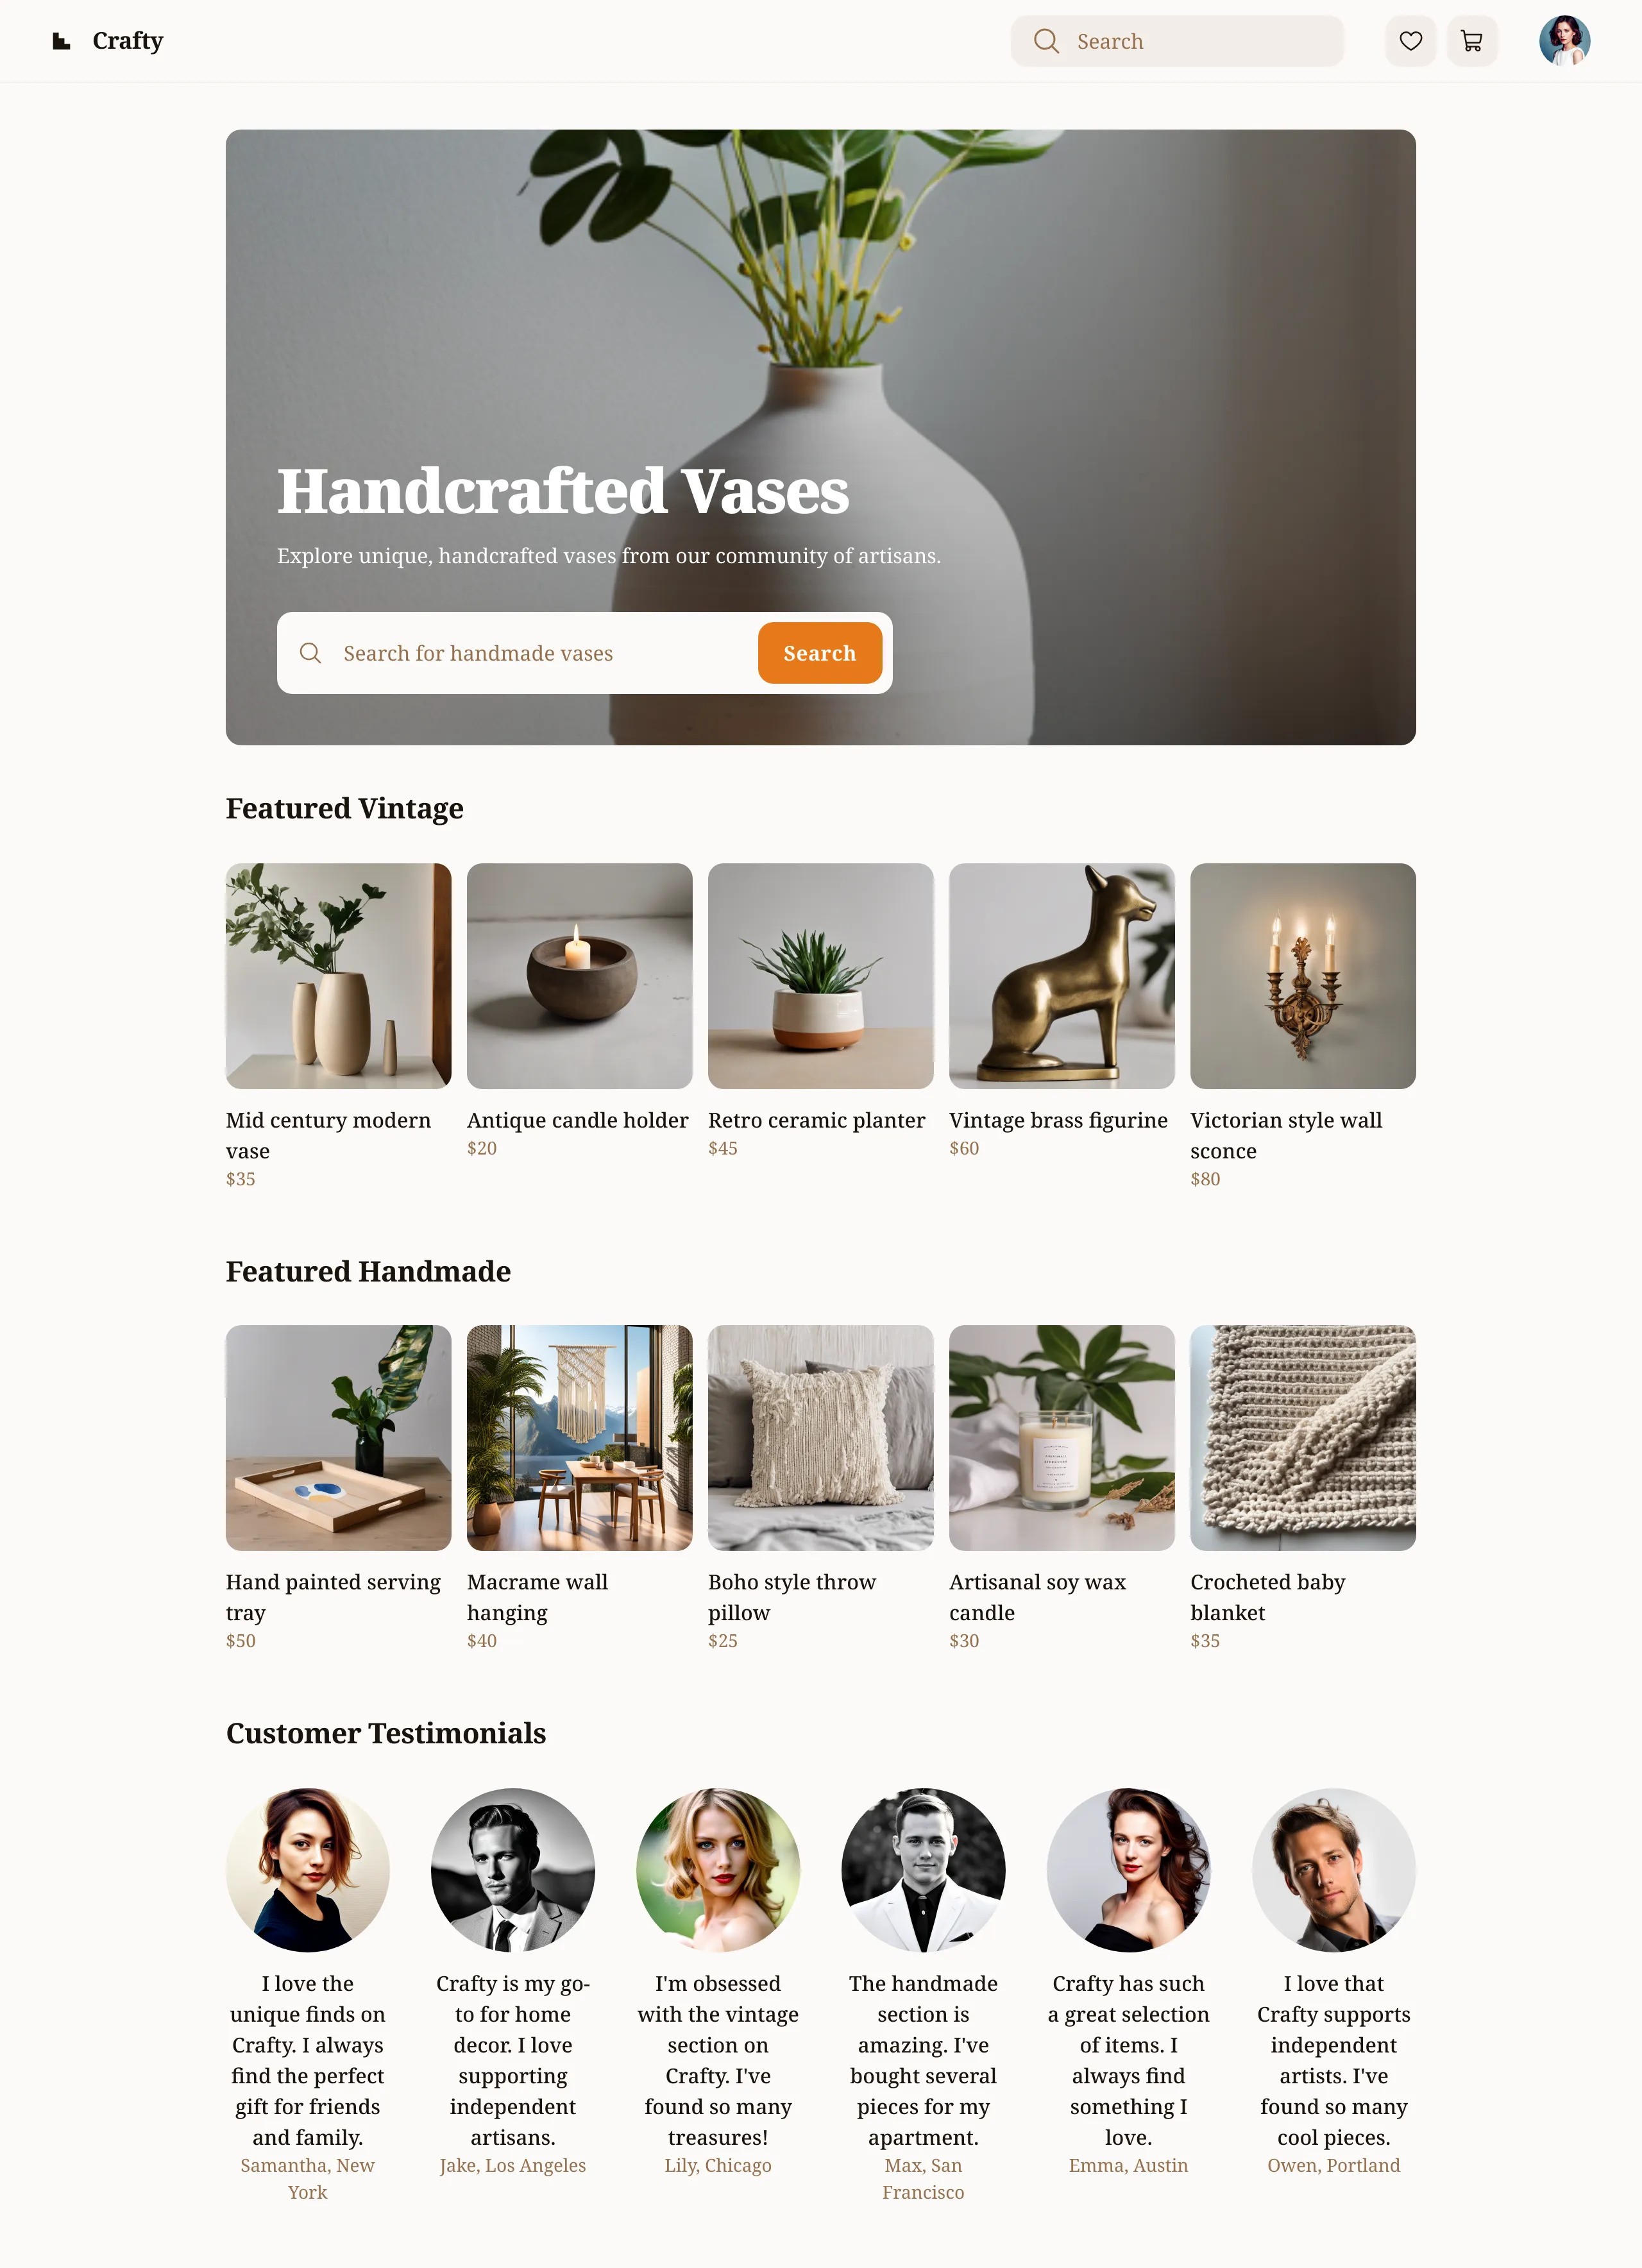 Crafty
Search
Handcrafted Vases
Explore unique, handcrafted vases from our community of artisans.
Search for handmade vases
Search
Featured Vintage
Mid century modern
vase
$35
Antique candle holder
$20
Retro ceramic planter
$45
Vintage brass figurine
$60
Victorian style wall
sconce
$80
Featured Handmade
Hand painted serving
tray
$50
Macrame wall
hanging
$40
Boho style throw
pillow
$25
Artisanal soy wax
candle
$30
Crocheted baby
blanket
$35
Customer Testimonials
I love the
unique finds on
Crafty. I always
find the perfect
gift for friends
and family.
Samantha, New
York
Crafty is my go-
to for home
decor. I love
supporting
independent
artisans.
Jake, Los Angeles
I'm obsessed
with the vintage
section on
Crafty. I've
found so many
treasures!
Lily, Chicago
The handmade
section is
amazing. I've
bought several
pieces for my
apartment.
Max, San
Francisco
Crafty has such
a great selection
of items. I
always find
something I
love.
Emma, Austin
I love that
Crafty supports
independent
artists. I've
found so many
cool pieces.
Owen, Portland